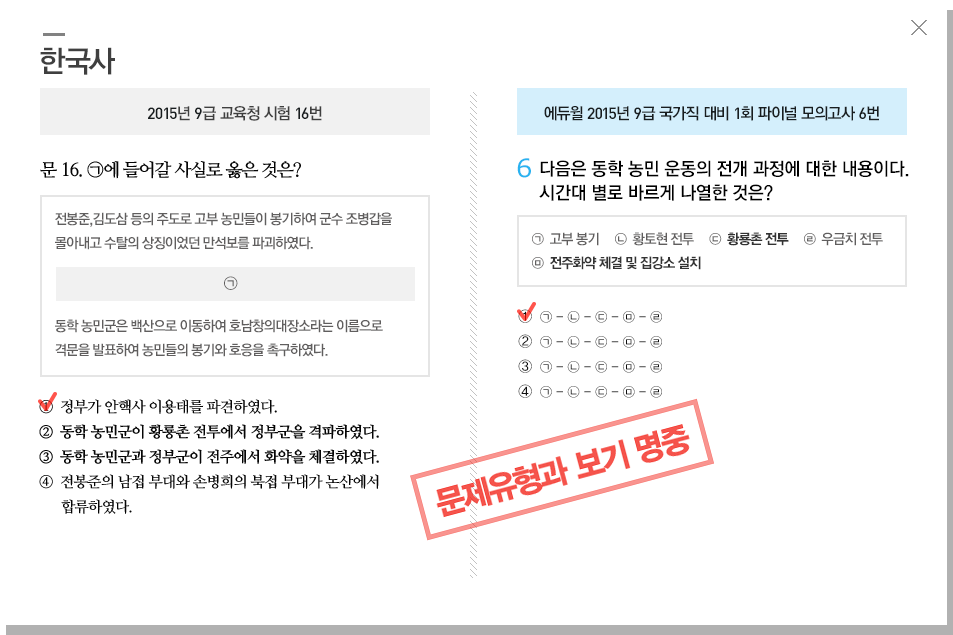 한국사
2015년 9급 교육청 시험 16번
문 16. ㉠에 들어갈 사실로 옳은 것은?
전봉준,김도삼 등의 주도로 고부 농민들이 봉기하여 군수 조병갑을
몰아내고 수탈의 상징이었던 만석보를 파괴하였다.
㉠
동학 농민군은 백산으로 이동하여 호남창의대장소라는 이름으로
격문을 발표하여 농민들의 봉기와 호응을 촉구하였다.
① 정부가 안핵사 이용태를 파견하였다.
② 동학 농민군이 황룡촌 전투에서 정부군을 격파하였다.
③ 동학 농민군과 정부군이 전주에서 화약을 체결하였다.
④ 전봉준의 남접 부대와 손병희의 북접 부대가 논산에서
합류하였다.
에듀윌 2015년 9급 국가직 대비 1회 파이널 모의고사 6번
6 다음은 동학 농민 운동의 전개 과정에 대한 내용이다.
시간대 별로 바르게 나열한 것은?
㉠ 고부 봉기 ㉡ 황토현 전투 ㉢ 황룡촌 전투 ㉣ 우금치 전투
㉤ 전주화약 체결 및 집강소 설치
① ㉠ – ㉡ – ㉢ – ㉤ – ㉣
② ㉠ – ㉡ – ㉢ – ㉤ – ㉣
③ ㉠ – ㉡ – ㉢ – ㉤ – ㉣
④ ㉠ – ㉡ – ㉢ – ㉤ – ㉣
문제유형과 보기 명중